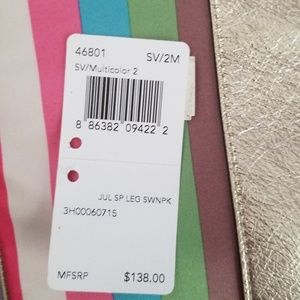 46801 SV/2M
SV/Multicolor 2
8 86382 09422 2
JUL SP LEG SWNPK
3H00060715
MFSRP $138.00